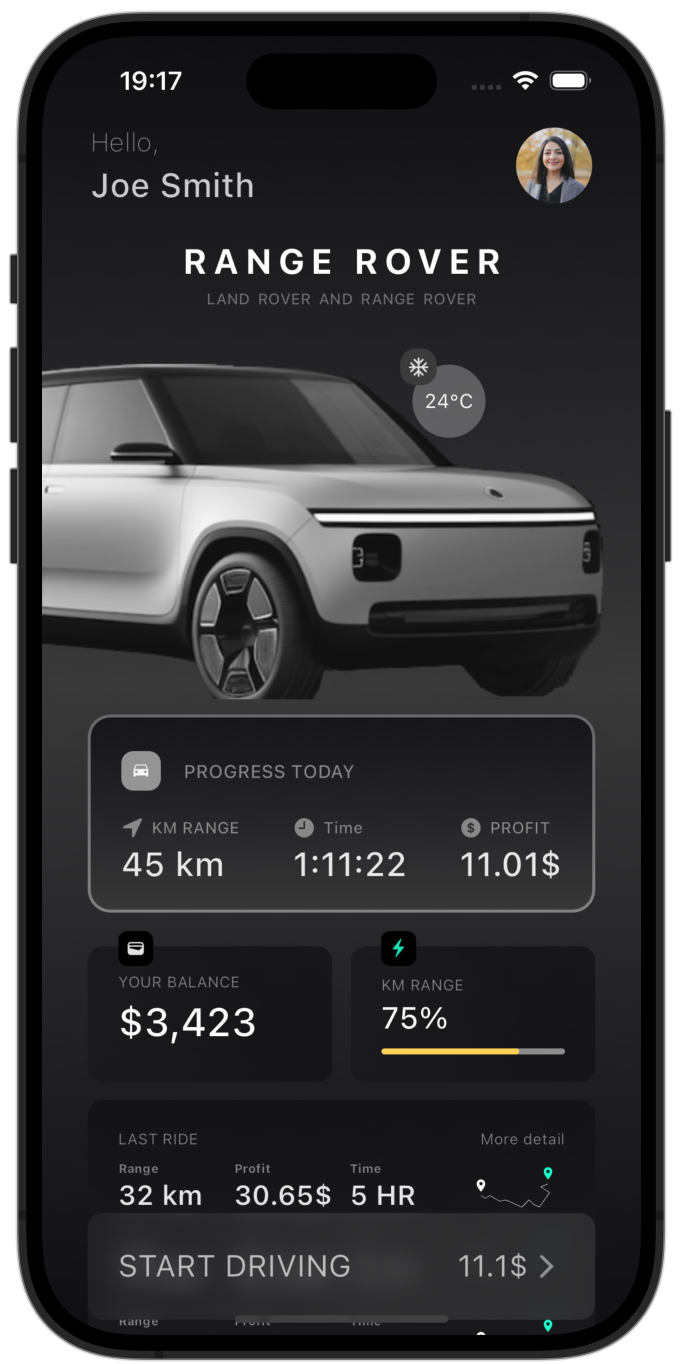 19:17
Hello,
Joe Smith
RANGE ROVER
LAND ROVER AND RANGE ROVER
24°C
PROGRESS TODAY
KM RANGE Time $ PROFIT
45 km 1:11:22 11.01$
YOUR BALANCE
$3,423
KM RANGE
75%
LAST RIDE More detail
Range Profit Time
32 km 30.65$ 5 HR
START DRIVING 11.1$
Range Profit Time